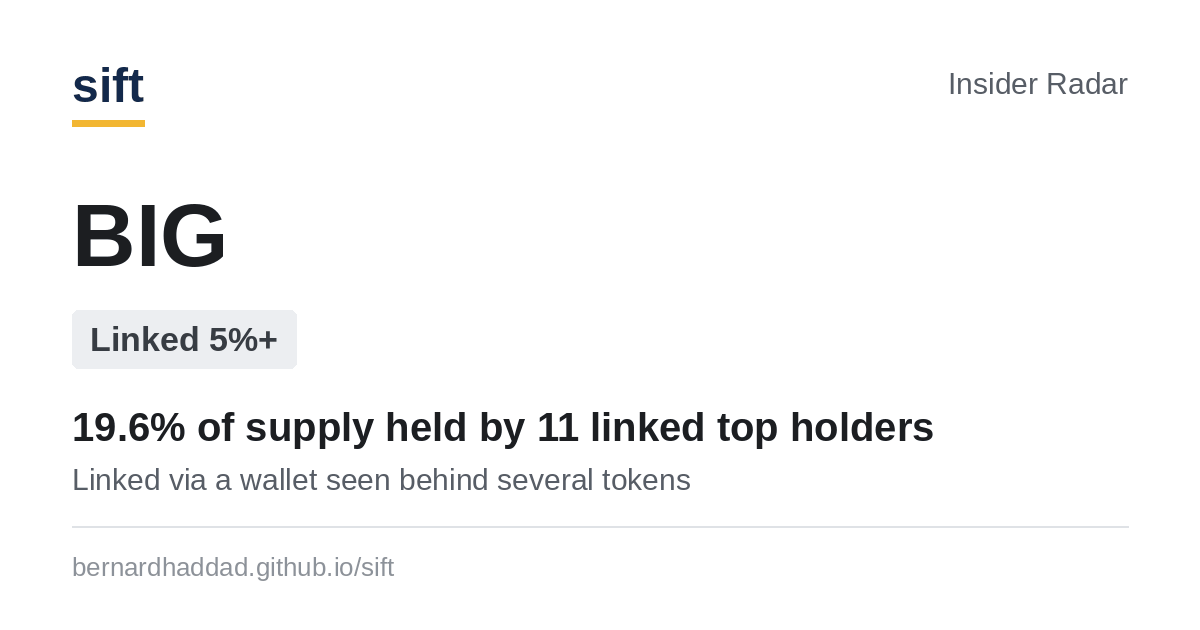 sift
Insider Radar
BIG
Linked 5%+
19.6% of supply held by 11 linked top holders
Linked via a wallet seen behind several tokens
bernardhaddad.github.io/sift